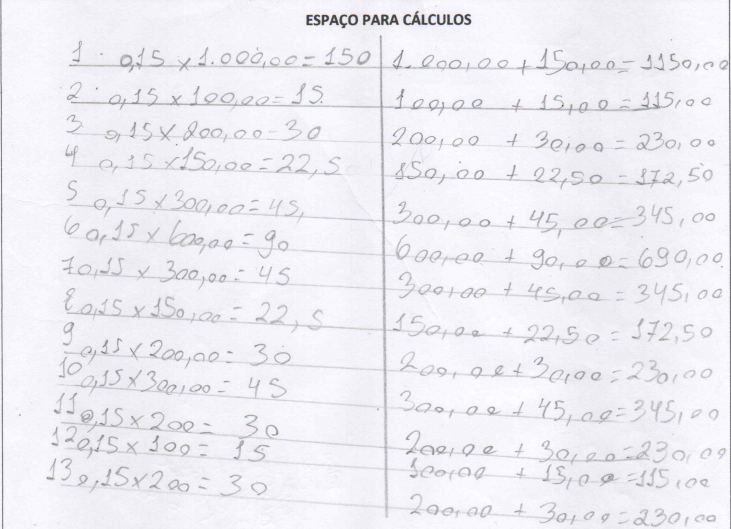 ESPAÇO PARA CÁLCULOS
1 · 0,15 x 1.000,00 = 150 1.000,00 + 150,00 = 1150,00
2 · 0,15 x 100,00 = 15. 100,00 + 15,00 = 115,00
3 0,15 x 200,00 = 30 200,00 + 30,00 = 230,00
4 0,15 x 150,00 = 22,5 150,00 + 22,50 = 172,50
5 0,15 x 300,00 = 45, 300,00 + 45,00 = 345,00
6 0,15 x 600,00 = 90 600,00 + 90,00 = 690,00
7 0,15 x 300,00 = 45 300,00 + 45,00 = 345,00
8 0,15 x 150,00 = 22,5 150,00 + 22,50 = 172,50
9 0,15 x 200,00 = 30 200,00 + 30,00 = 230,00
10 0,15 x 300,00 = 45 300,00 + 45,00 = 345,00
11 0,15 x 200 = 30 200,00 + 30,00 = 230,00
12 0,15 x 100 = 15 100,00 + 15,00 = 115,00
13 0,15 x 200 = 30 200,00 + 30,00 = 230,00